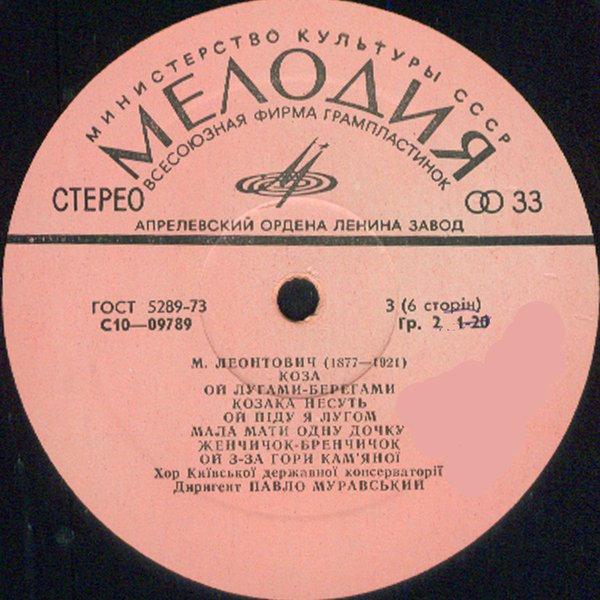 МИНИСТЕРСТВО КУЛЬТУРЫ СССР
МЕЛОДИЯ
ВСЕСОЮЗНАЯ ФИРМА ГРАМПЛАСТИНОК
СТЕРЕО
33
АПРЕЛЕВСКИЙ ОРДЕНА ЛЕНИНА ЗАВОД
ГОСТ 5289-73
3 (6 сторін)
С10—09789
Гр. 2 1-20
М. ЛЕОНТОВИЧ (1877—1921)
КОЗА
ОЙ ЛУГАМИ-БЕРЕГАМИ
КОЗАКА НЕСУТЬ
ОЙ ПІДУ Я ЛУГОМ
МАЛА МАТИ ОДНУ ДОЧКУ
ЖЕНЧИЧОК-БРЕНЧИЧОК
ОЙ З-ЗА ГОРИ КАМ'ЯНОЇ
Хор Київської державної консерваторії
Диригент ПАВЛО МУРАВСЬКИЙ